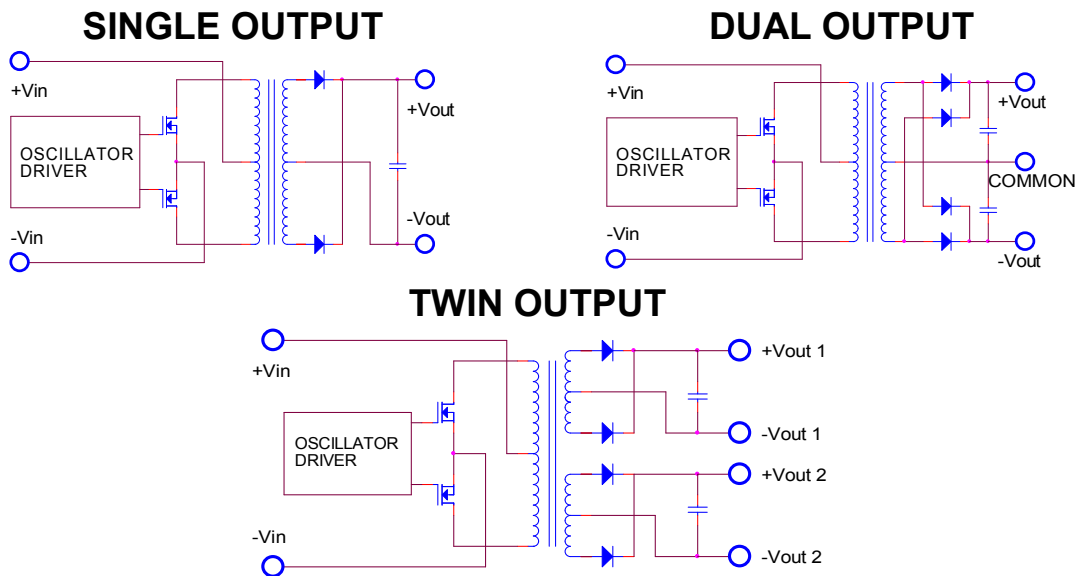 SINGLE OUTPUT
+Vin
OSCILLATOR
DRIVER
-Vin
+Vout
-Vout
DUAL OUTPUT
+Vin
OSCILLATOR
DRIVER
-Vin
+Vout
COMMON
-Vout
TWIN OUTPUT
+Vin
OSCILLATOR
DRIVER
-Vin
+Vout 1
-Vout 1
+Vout 2
-Vout 2